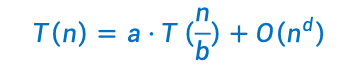 T(n) = a · T (n/b) + O(n^d)